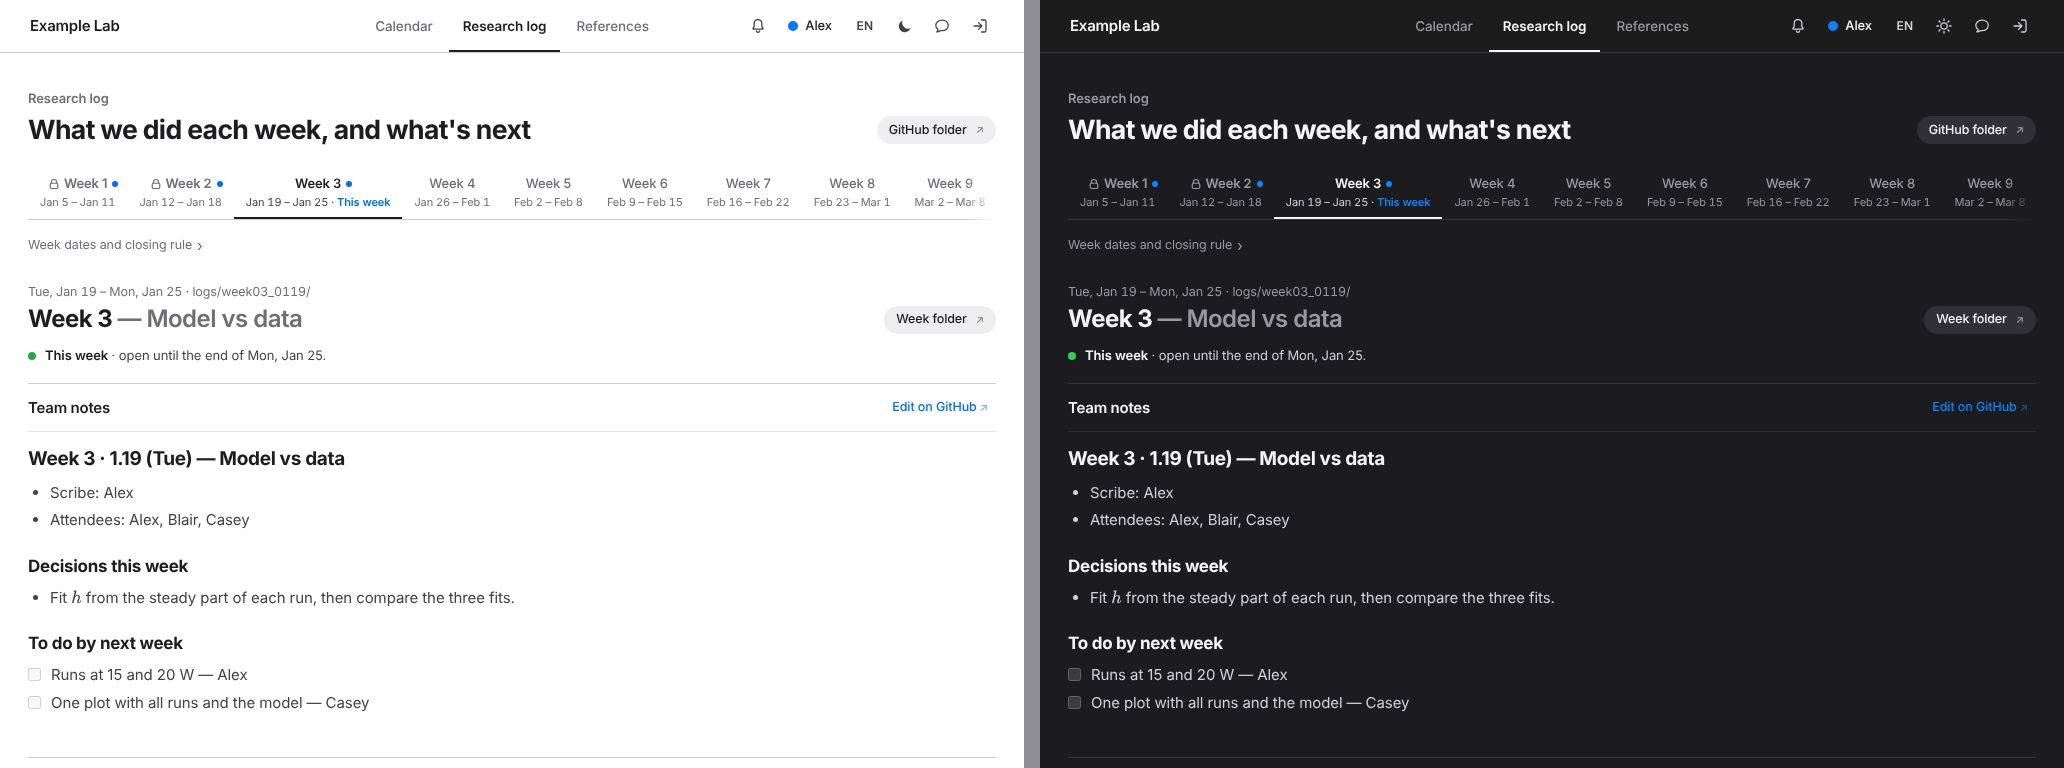 Example Lab Calendar Research log References Alex EN
Research log
What we did each week, and what's next GitHub folder ↗
Week 1 Week 2 Week 3 Week 4 Week 5 Week 6 Week 7 Week 8 Week 9
Jan 5 – Jan 11 Jan 12 – Jan 18 Jan 19 – Jan 25 · This week Jan 26 – Feb 1 Feb 2 – Feb 8 Feb 9 – Feb 15 Feb 16 – Feb 22 Feb 23 – Mar 1 Mar 2 – Mar 8
Week dates and closing rule ›
Tue, Jan 19 – Mon, Jan 25 · logs/week03_0119/
Week 3 — Model vs data Week folder ↗
This week · open until the end of Mon, Jan 25.
Team notes Edit on GitHub ↗
Week 3 · 1.19 (Tue) — Model vs data
• Scribe: Alex
• Attendees: Alex, Blair, Casey
Decisions this week
• Fit h from the steady part of each run, then compare the three fits.
To do by next week
Runs at 15 and 20 W — Alex
One plot with all runs and the model — Casey
Example Lab Calendar Research log References Alex EN
Research log
What we did each week, and what's next GitHub folder ↗
Week 1 Week 2 Week 3 Week 4 Week 5 Week 6 Week 7 Week 8 Week 9
Jan 5 – Jan 11 Jan 12 – Jan 18 Jan 19 – Jan 25 · This week Jan 26 – Feb 1 Feb 2 – Feb 8 Feb 9 – Feb 15 Feb 16 – Feb 22 Feb 23 – Mar 1 Mar 2 – Mar 8
Week dates and closing rule ›
Tue, Jan 19 – Mon, Jan 25 · logs/week03_0119/
Week 3 — Model vs data Week folder ↗
This week · open until the end of Mon, Jan 25.
Team notes Edit on GitHub ↗
Week 3 · 1.19 (Tue) — Model vs data
• Scribe: Alex
• Attendees: Alex, Blair, Casey
Decisions this week
• Fit h from the steady part of each run, then compare the three fits.
To do by next week
Runs at 15 and 20 W — Alex
One plot with all runs and the model — Casey